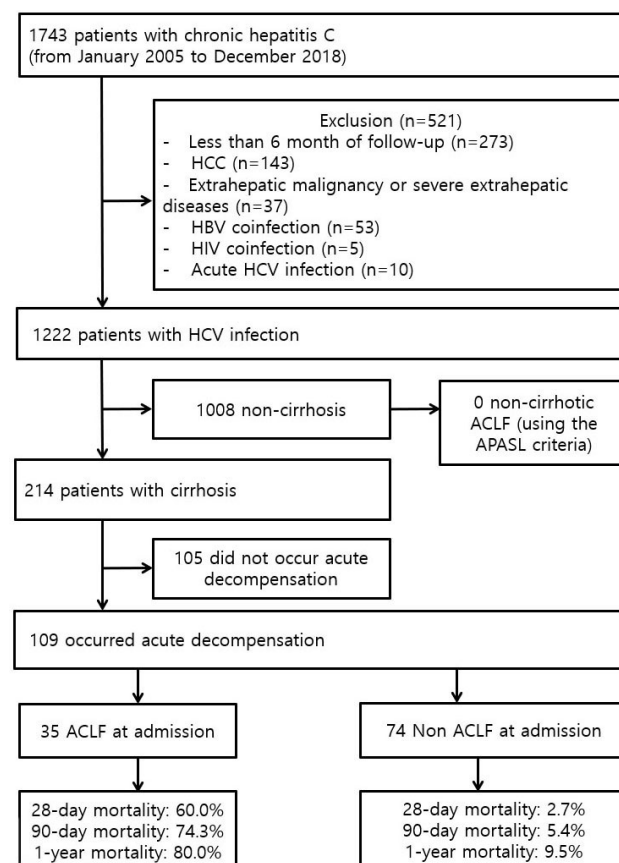 1743 patients with chronic hepatitis C
(from January 2005 to December 2018)
Exclusion (n=521)
- Less than 6 month of follow-up (n=273)
- HCC (n=143)
- Extrahepatic malignancy or severe extrahepatic
diseases (n=37)
- HBV coinfection (n=53)
- HIV coinfection (n=5)
- Acute HCV infection (n=10)
1222 patients with HCV infection
1008 non-cirrhosis
0 non-cirrhotic
ACLF (using the
APASL criteria)
214 patients with cirrhosis
105 did not occur acute
decompensation
109 occurred acute decompensation
35 ACLF at admission
74 Non ACLF at admission
28-day mortality: 60.0%
90-day mortality: 74.3%
1-year mortality: 80.0%
28-day mortality: 2.7%
90-day mortality: 5.4%
1-year mortality: 9.5%